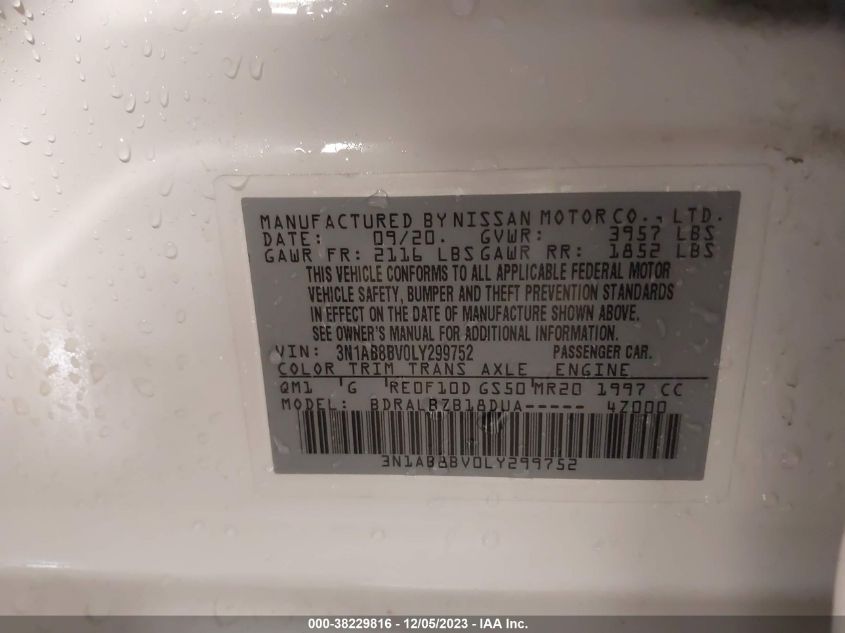 MANUFACTURED BY NISSAN MOTOR CO., LTD.
DATE: 09/20. GVWR: 3957 LBS
GAWR FR: 2116 LBS GAWR RR: 1852 LBS
THIS VEHICLE CONFORMS TO ALL APPLICABLE FEDERAL MOTOR
VEHICLE SAFETY, BUMPER AND THEFT PREVENTION STANDARDS
IN EFFECT ON THE DATE OF MANUFACTURE SHOWN ABOVE.
SEE OWNER'S MANUAL FOR ADDITIONAL INFORMATION.
VIN: 3N1AB8BV0LY299752 PASSENGER CAR.
COLOR TRIM TRANS AXLE ENGINE
QM1 G RE0F10D GS50 MR20 1997 CC
MODEL: BDRALBZB18DUA----- 4Z000
3N1AB8BV0LY299752
000-38229816 - 12/05/2023 - IAA Inc.